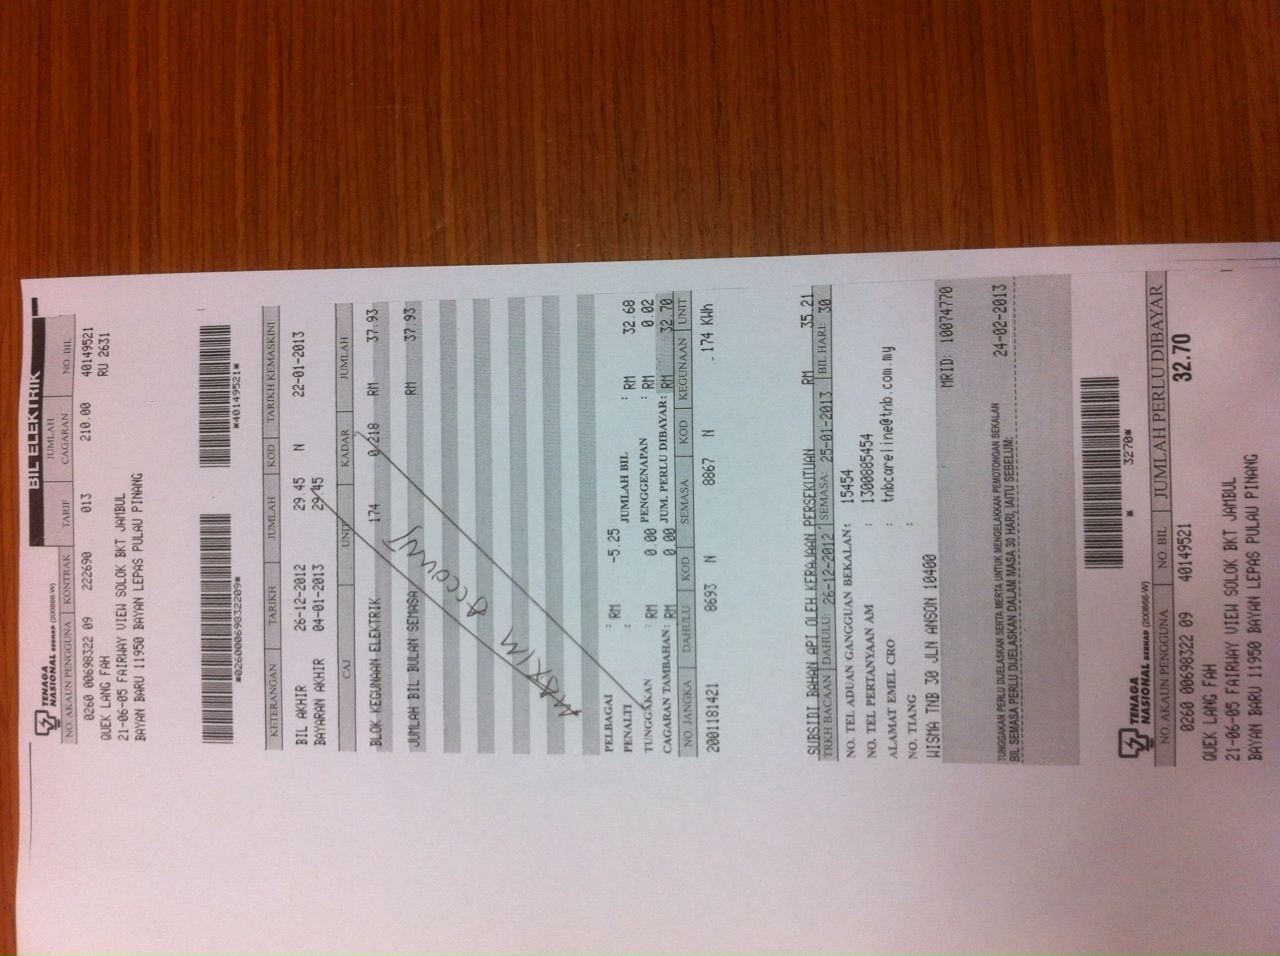 BIL ELEKTRIK
TENAGA
NASIONAL BERHAD (200866-W)
NO. AKAUN PENGGUNA KONTRAK TARIF JUMLAH CAGARAN NO. BIL
0260 00698322 09 222690 013 210.00 40149521
QUEK LANG FAH RU 2631
21-06-05 FAIRWAY VIEW SOLOK BKT JAMBUL
BAYAN BARU 11950 BAYAN LEPAS PULAU PINANG
*02600069832209* *40149521*
KETERANGAN TARIKH JUMLAH KOD TARIKH KEMASKINI
BIL AKHIR 26-12-2012 29.45 N 22-01-2013
BAYARAN AKHIR 04-01-2013 29.45
CAJ UNIT KADAR JUMLAH
BLOK KEGUNAAN ELEKTRIK 174 0.218 RM 37.93
JUMLAH BIL BULAN SEMASA RM 37.93
MAXIM ACCOUNT
PELBAGAI : RM -5.25
PENALTI : JUMLAH BIL : RM 32.68
TUNGGAKAN : RM 0.00 PENGGENAPAN : RM 0.02
CAGARAN TAMBAHAN: RM 0.00 JUM. PERLU DIBAYAR: RM 32.70
NO. JANGKA DAHULU KOD SEMASA KOD KEGUNAAN UNIT
2001181421 8693 N 8867 N 174 KWH
SUBSIDI BAHAN API OLEH KERAJAAN PERSEKUTUAN RM 35.21
TRKH BACAAN DAHULU: 26-12-2012 SEMASA: 25-01-2013 BIL HARI: 30
NO. TEL ADUAN GANGGUAN BEKALAN: 15454
NO. TEL PERTANYAAN AM : 1300885454
ALAMAT EMEL CRO : tnbcareline@tnb.com.my
NO. TIANG :
WISMA TNB 30 JLN ANSON 10400
MRID: 10074770
TUNGGAKAN PERLU DIJELASKAN SERTA MERTA UNTUK MENGELAKKAN PEMOTONGAN BEKALAN
BIL SEMASA PERLU DIJELASKAN DALAM MASA 30 HARI, IAITU SEBELUM: 24-02-2013
* 3270*
TENAGA
NASIONAL BERHAD (200866-W)
NO. AKAUN PENGGUNA NO. BIL JUMLAH PERLU DIBAYAR
0260 00698322 09 40149521 32.70
QUEK LANG FAH
21-06-05 FAIRWAY VIEW SOLOK BKT JAMBUL
BAYAN BARU 11950 BAYAN LEPAS PULAU PINANG